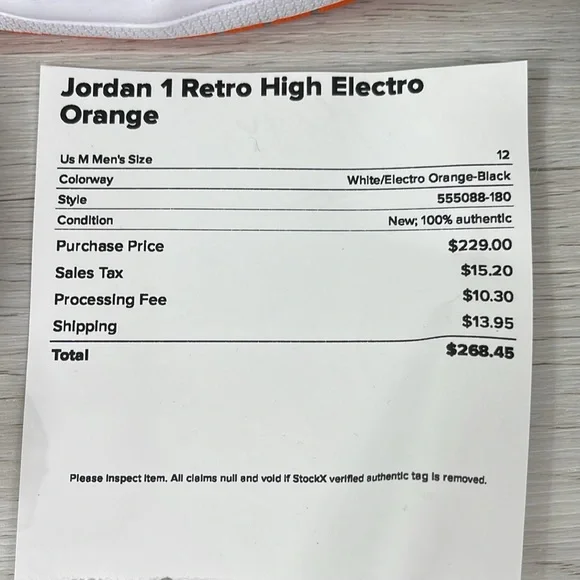 Jordan 1 Retro High Electro
Orange
Us M Men's Size 12
Colorway White/Electro Orange-Black
Style 555088-180
Condition New; 100% authentic
Purchase Price $229.00
Sales Tax $15.20
Processing Fee $10.30
Shipping $13.95
Total $268.45
Please inspect item. All claims null and void if StockX verified authentic tag is removed.